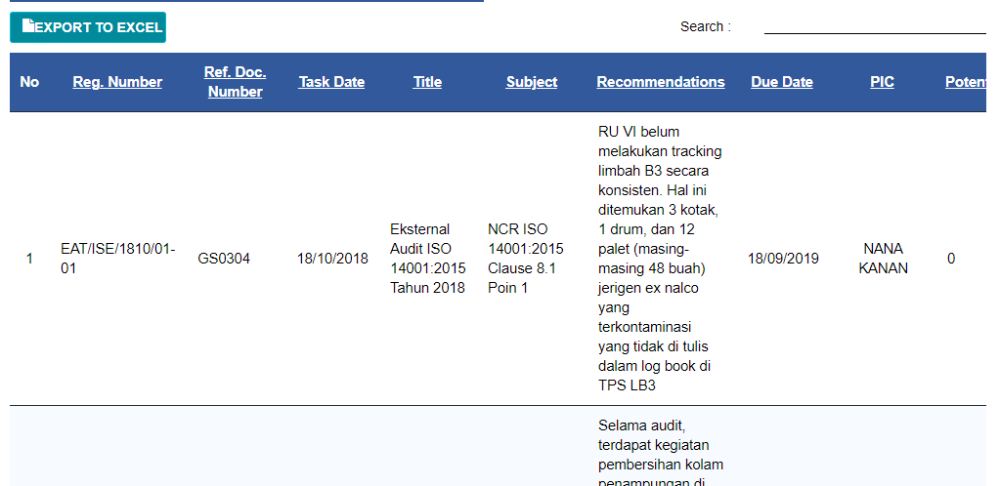 EXPORT TO EXCEL
Search :
No
Reg. Number
Ref. Doc.
Number
Task Date
Title
Subject
Recommendations
Due Date
PIC
Poten
1
EAT/ISE/1810/01-
01
GS0304
18/10/2018
Eksternal
Audit ISO
14001:2015
Tahun 2018
NCR ISO
14001:2015
Clause 8.1
Poin 1
RU VI belum
melakukan tracking
limbah B3 secara
konsisten. Hal ini
ditemukan 3 kotak,
1 drum, dan 12
palet (masing-
masing 48 buah)
jerigen ex nalco
yang
terkontaminasi
yang tidak di tulis
dalam log book di
TPS LB3
18/09/2019
NANA
KANAN
0
Selama audit,
terdapat kegiatan
pembersihan kolam
penampungan di